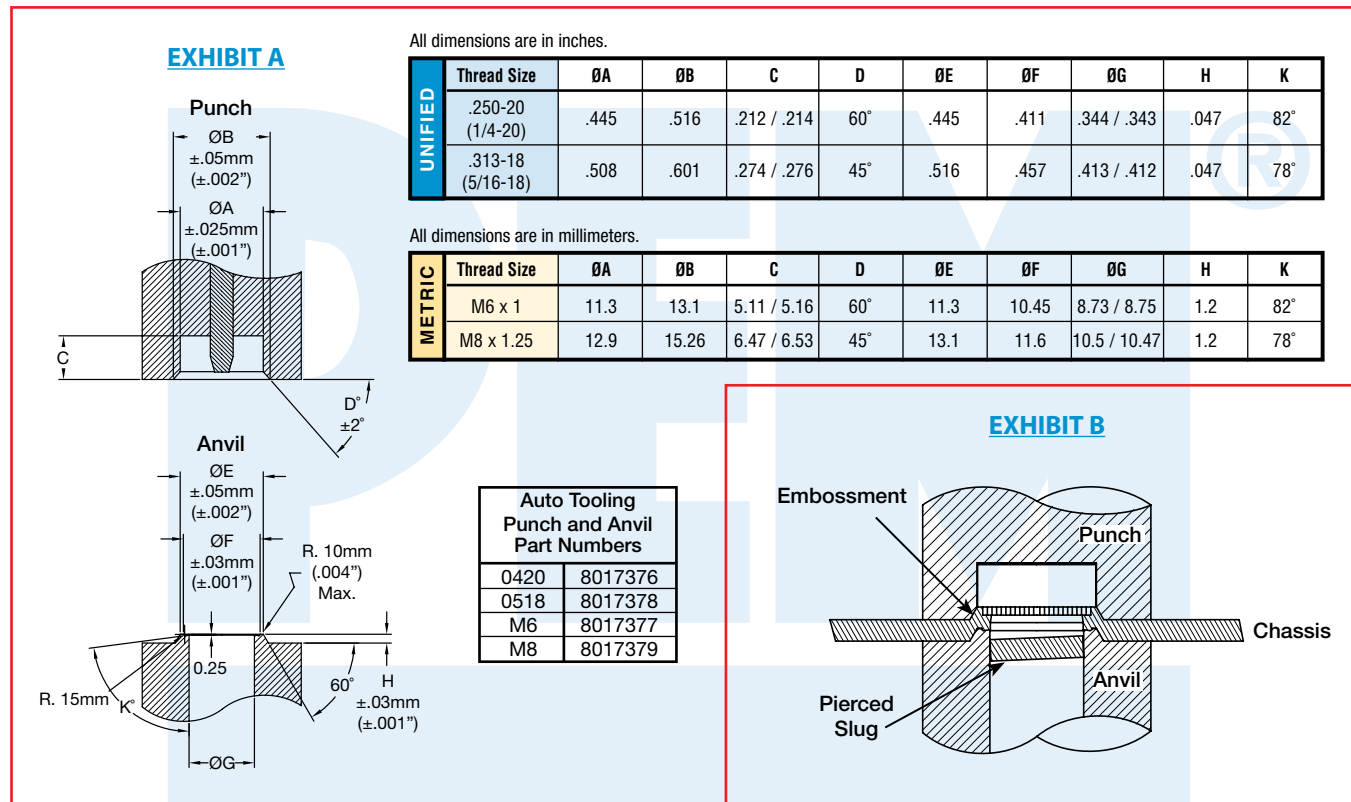 EXHIBIT A
Punch
ØB
±.05mm
(±.002”)
ØA
±.025mm
(±.001”)
C
D°
±2°
Anvil
ØE
±.05mm
(±.002”)
ØF
±.03mm
(±.001”)
R. 10mm
(.004”)
Max.
0.25
R. 15mm
K°
60°
H
±.03mm
(±.001”)
ØG
All dimensions are in inches.
UNIFIED
Thread Size ØA ØB C D ØE ØF ØG H K
.250-20
(1/4-20) .445 .516 .212 / .214 60° .445 .411 .344 / .343 .047 82°
.313-18
(5/16-18) .508 .601 .274 / .276 45° .516 .457 .413 / .412 .047 78°
All dimensions are in millimeters.
METRIC
Thread Size ØA ØB C D ØE ØF ØG H K
M6 x 1 11.3 13.1 5.11 / 5.16 60° 11.3 10.45 8.73 / 8.75 1.2 82°
M8 x 1.25 12.9 15.26 6.47 / 6.53 45° 13.1 11.6 10.5 / 10.47 1.2 78°
Auto Tooling
Punch and Anvil
Part Numbers
0420 8017376
0518 8017378
M6 8017377
M8 8017379
EXHIBIT B
Embossment
Punch
Chassis
Anvil
Pierced
Slug
PEM®